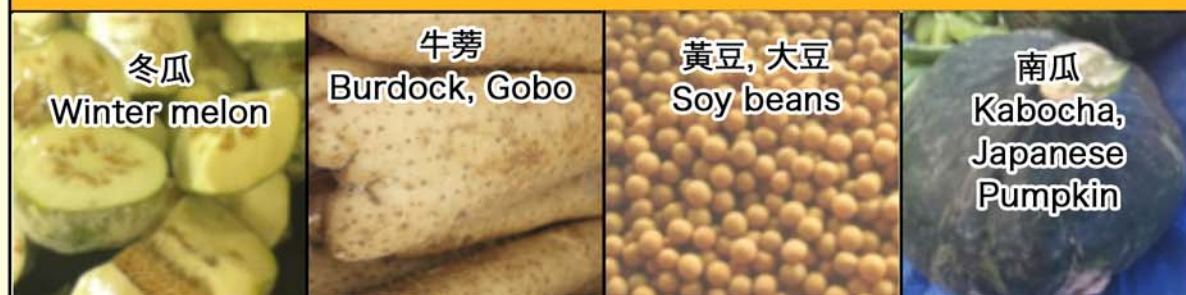 冬瓜
Winter melon
牛蒡
Burdock, Gobo
黃豆, 大豆
Soy beans
南瓜
Kabocha,
Japanese
Pumpkin